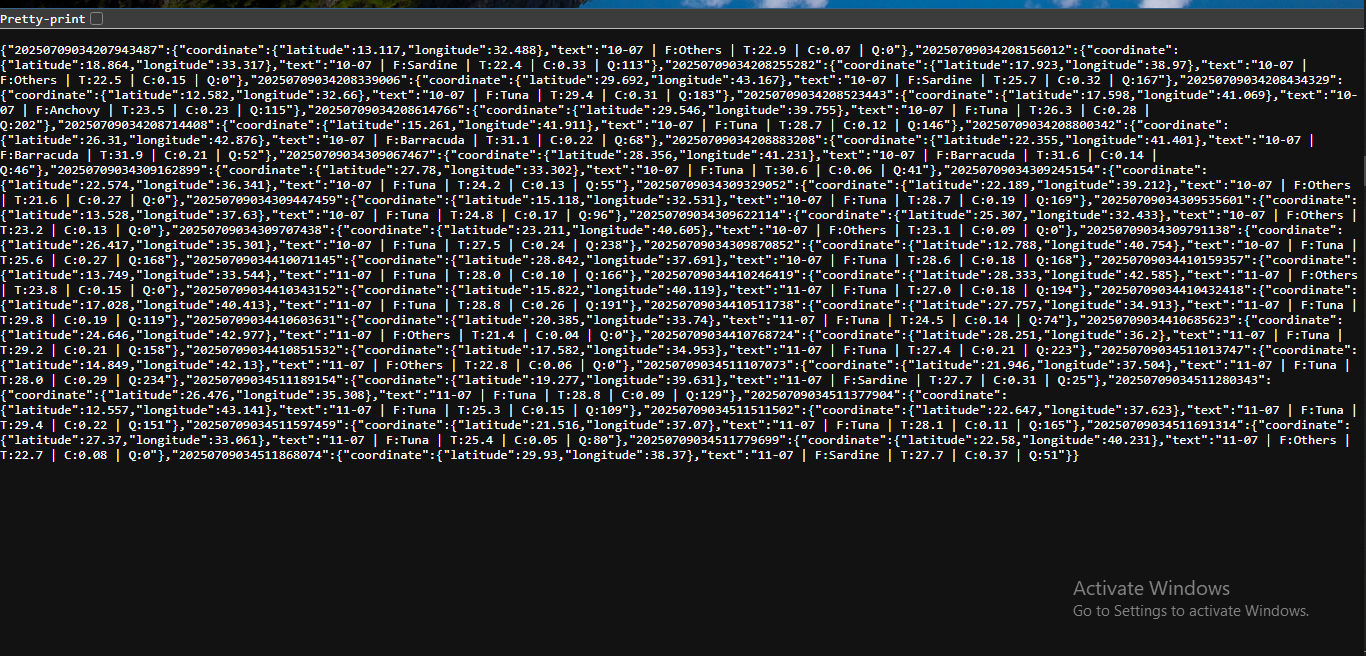 Pretty-print
{"20250709034207943487":{"coordinate":{"latitude":13.117,"longitude":32.488},"text":"10-07 | F:Others | T:22.9 | C:0.07 | Q:0"},"20250709034208156012":{"coordinate":
{"latitude":18.864,"longitude":33.317},"text":"10-07 | F:Sardine | T:22.4 | C:0.33 | Q:113"},"20250709034208255282":{"coordinate":{"latitude":17.923,"longitude":38.97},"text":"10-07 |
F:Others | T:22.5 | C:0.15 | Q:0"},"20250709034208339006":{"coordinate":{"latitude":29.692,"longitude":43.167},"text":"10-07 | F:Sardine | T:25.7 | C:0.32 | Q:167"},"20250709034208434329":
{"coordinate":{"latitude":12.582,"longitude":32.66},"text":"10-07 | F:Tuna | T:29.4 | C:0.31 | Q:183"},"20250709034208523443":{"coordinate":{"latitude":17.598,"longitude":41.069},"text":"10-
07 | F:Anchovy | T:23.5 | C:0.23 | Q:115"},"20250709034208614766":{"coordinate":{"latitude":29.546,"longitude":39.755},"text":"10-07 | F:Tuna | T:26.3 | C:0.28 |
Q:202"},"20250709034208714408":{"coordinate":{"latitude":15.261,"longitude":41.911},"text":"10-07 | F:Tuna | T:28.7 | C:0.12 | Q:146"},"20250709034208800342":{"coordinate":
{"latitude":26.31,"longitude":42.876},"text":"10-07 | F:Barracuda | T:31.1 | C:0.22 | Q:68"},"20250709034208883208":{"coordinate":{"latitude":22.355,"longitude":41.401},"text":"10-07 |
F:Barracuda | T:31.9 | C:0.21 | Q:52"},"20250709034309067467":{"coordinate":{"latitude":28.356,"longitude":41.231},"text":"10-07 | F:Barracuda | T:31.6 | C:0.14 |
Q:46"},"20250709034309162899":{"coordinate":{"latitude":27.78,"longitude":33.302},"text":"10-07 | F:Tuna | T:30.6 | C:0.06 | Q:41"},"20250709034309245154":{"coordinate":
{"latitude":22.574,"longitude":36.341},"text":"10-07 | F:Tuna | T:24.2 | C:0.13 | Q:55"},"20250709034309329052":{"coordinate":{"latitude":22.189,"longitude":39.212},"text":"10-07 | F:Others
| T:21.6 | C:0.27 | Q:0"},"20250709034309447459":{"coordinate":{"latitude":15.118,"longitude":32.531},"text":"10-07 | F:Tuna | T:28.7 | C:0.19 | Q:169"},"20250709034309535601":{"coordinate":
{"latitude":13.528,"longitude":37.63},"text":"10-07 | F:Tuna | T:24.8 | C:0.17 | Q:96"},"20250709034309622114":{"coordinate":{"latitude":25.307,"longitude":32.433},"text":"10-07 | F:Others |
T:23.2 | C:0.13 | Q:0"},"20250709034309707438":{"coordinate":{"latitude":23.211,"longitude":40.605},"text":"10-07 | F:Others | T:23.1 | C:0.09 | Q:0"},"20250709034309791138":{"coordinate":
{"latitude":26.417,"longitude":35.301},"text":"10-07 | F:Tuna | T:27.5 | C:0.24 | Q:238"},"20250709034309870852":{"coordinate":{"latitude":12.788,"longitude":40.754},"text":"10-07 | F:Tuna |
T:25.6 | C:0.27 | Q:168"},"20250709034410071145":{"coordinate":{"latitude":28.842,"longitude":37.691},"text":"10-07 | F:Tuna | T:28.6 | C:0.18 | Q:168"},"20250709034410159357":{"coordinate":
{"latitude":13.749,"longitude":33.544},"text":"11-07 | F:Tuna | T:28.0 | C:0.10 | Q:166"},"20250709034410246419":{"coordinate":{"latitude":28.333,"longitude":42.585},"text":"11-07 | F:Others
| T:23.8 | C:0.15 | Q:0"},"20250709034410343152":{"coordinate":{"latitude":15.822,"longitude":40.119},"text":"11-07 | F:Tuna | T:27.0 | C:0.18 | Q:194"},"20250709034410432418":{"coordinate":
{"latitude":17.028,"longitude":40.413},"text":"11-07 | F:Tuna | T:28.8 | C:0.26 | Q:191"},"20250709034410511738":{"coordinate":{"latitude":27.757,"longitude":34.913},"text":"11-07 | F:Tuna |
T:29.8 | C:0.19 | Q:119"},"20250709034410603631":{"coordinate":{"latitude":20.385,"longitude":33.74},"text":"11-07 | F:Tuna | T:24.5 | C:0.14 | Q:74"},"20250709034410685623":{"coordinate":
{"latitude":24.646,"longitude":42.977},"text":"11-07 | F:Others | T:21.4 | C:0.04 | Q:0"},"20250709034410768724":{"coordinate":{"latitude":28.251,"longitude":36.2},"text":"11-07 | F:Tuna |
T:29.2 | C:0.21 | Q:158"},"20250709034410851532":{"coordinate":{"latitude":17.582,"longitude":34.953},"text":"11-07 | F:Tuna | T:27.4 | C:0.21 | Q:223"},"20250709034511013747":{"coordinate":
{"latitude":14.849,"longitude":42.13},"text":"11-07 | F:Others | T:22.8 | C:0.06 | Q:0"},"20250709034511107073":{"coordinate":{"latitude":21.946,"longitude":37.504},"text":"11-07 | F:Tuna |
T:28.0 | C:0.29 | Q:234"},"20250709034511189154":{"coordinate":{"latitude":19.277,"longitude":39.631},"text":"11-07 | F:Sardine | T:27.7 | C:0.31 | Q:25"},"20250709034511280343":
{"coordinate":{"latitude":26.476,"longitude":35.308},"text":"11-07 | F:Tuna | T:28.8 | C:0.09 | Q:129"},"20250709034511377904":{"coordinate":
{"latitude":12.557,"longitude":43.141},"text":"11-07 | F:Tuna | T:25.3 | C:0.15 | Q:109"},"20250709034511511502":{"coordinate":{"latitude":22.647,"longitude":37.623},"text":"11-07 | F:Tuna |
T:29.4 | C:0.22 | Q:151"},"20250709034511597459":{"coordinate":{"latitude":21.516,"longitude":37.07},"text":"11-07 | F:Tuna | T:28.1 | C:0.11 | Q:165"},"20250709034511691314":{"coordinate":
{"latitude":27.37,"longitude":33.061},"text":"11-07 | F:Tuna | T:25.4 | C:0.05 | Q:80"},"20250709034511779699":{"coordinate":{"latitude":22.58,"longitude":40.231},"text":"11-07 | F:Others |
T:22.7 | C:0.08 | Q:0"},"20250709034511868074":{"coordinate":{"latitude":29.93,"longitude":38.37},"text":"11-07 | F:Sardine | T:27.7 | C:0.37 | Q:51"}}
Activate Windows
Go to Settings to activate Windows.